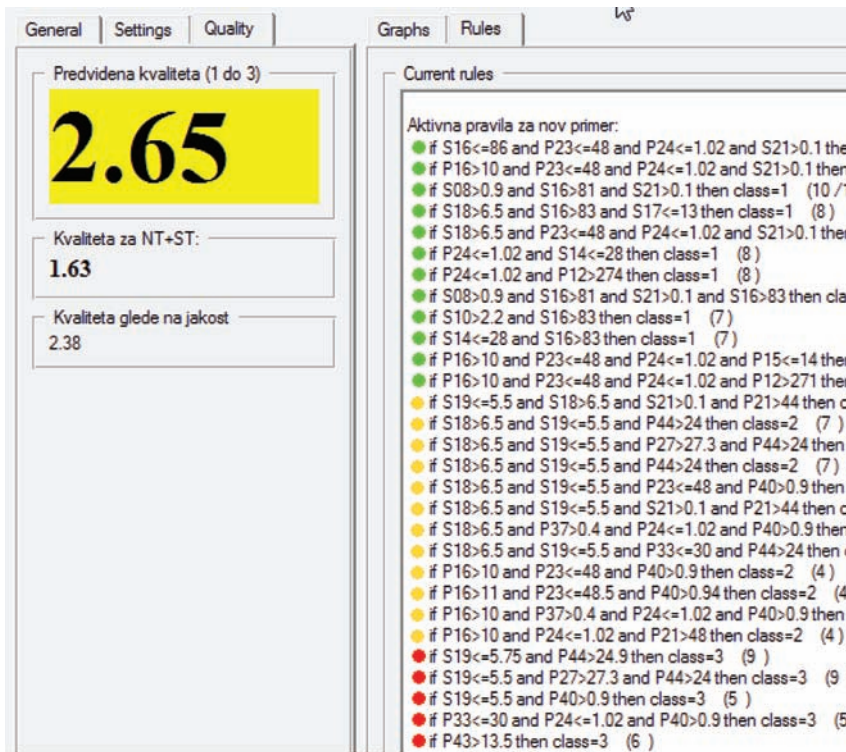 General Settings Quality
Predvidena kvaliteta (1 do 3)
2.65
Kvaliteta za NT+ST:
1.63
Kvaliteta glede na jakost
2.38
Graphs Rules
Current rules
Aktivna pravila za nov primer:
if S16<=86 and P23<=48 and P24<=1.02 and S21>0.1 the
if P16>10 and P23<=48 and P24<=1.02 and S21>0.1 then
if S08>0.9 and S16>81 and S21>0.1 then class=1 (10 /1
if S18>6.5 and S16>83 and S17<=13 then class=1 (8 )
if S18>6.5 and P23<=48 and P24<=1.02 and S21>0.1 the
if P24<=1.02 and S14<=28 then class=1 (8 )
if P24<=1.02 and P12>274 then class=1 (8 )
if S08>0.9 and S16>81 and S21>0.1 and S16>83 then cla
if S10>2.2 and S16>83 then class=1 (7 )
if S14<=28 and S16>83 then class=1 (7 )
if P16>10 and P23<=48 and P24<=1.02 and P15<=14 the
if P16>10 and P23<=48 and P24<=1.02 and P12>271 the
if S19<=5.5 and S18>6.5 and S21>0.1 and P21>44 then c
if S18>6.5 and S19<=5.5 and P44>24 then class=2 (7 )
if S18>6.5 and S19<=5.5 and P27>27.3 and P44>24 then
if S18>6.5 and S19<=5.5 and P44>24 then class=2 (7 )
if S18>6.5 and S19<=5.5 and P23<=48 and P40>0.9 then
if S18>6.5 and S19<=5.5 and S21>0.1 and P21>44 then c
if S18>6.5 and P37>0.4 and P24<=1.02 and P40>0.9 then
if S18>6.5 and S19<=5.5 and P33<=30 and P44>24 then
if P16>10 and P23<=48 and P40>0.9 then class=2 (4 )
if P16>11 and P23<=48.5 and P40>0.94 then class=2 (4
if P16>10 and P37>0.4 and P24<=1.02 and P40>0.9 then
if P16>10 and P24<=1.02 and P21>48 then class=2 (4 )
if S19<=5.75 and P44>24.9 then class=3 (9 )
if S19<=5.5 and P27>27.3 and P44>24 then class=3 (9
if S19<=5.5 and P40>0.9 then class=3 (5 )
if P33<=30 and P24<=1.02 and P40>0.9 then class=3 (5
if P43>13.5 then class=3 (6 )